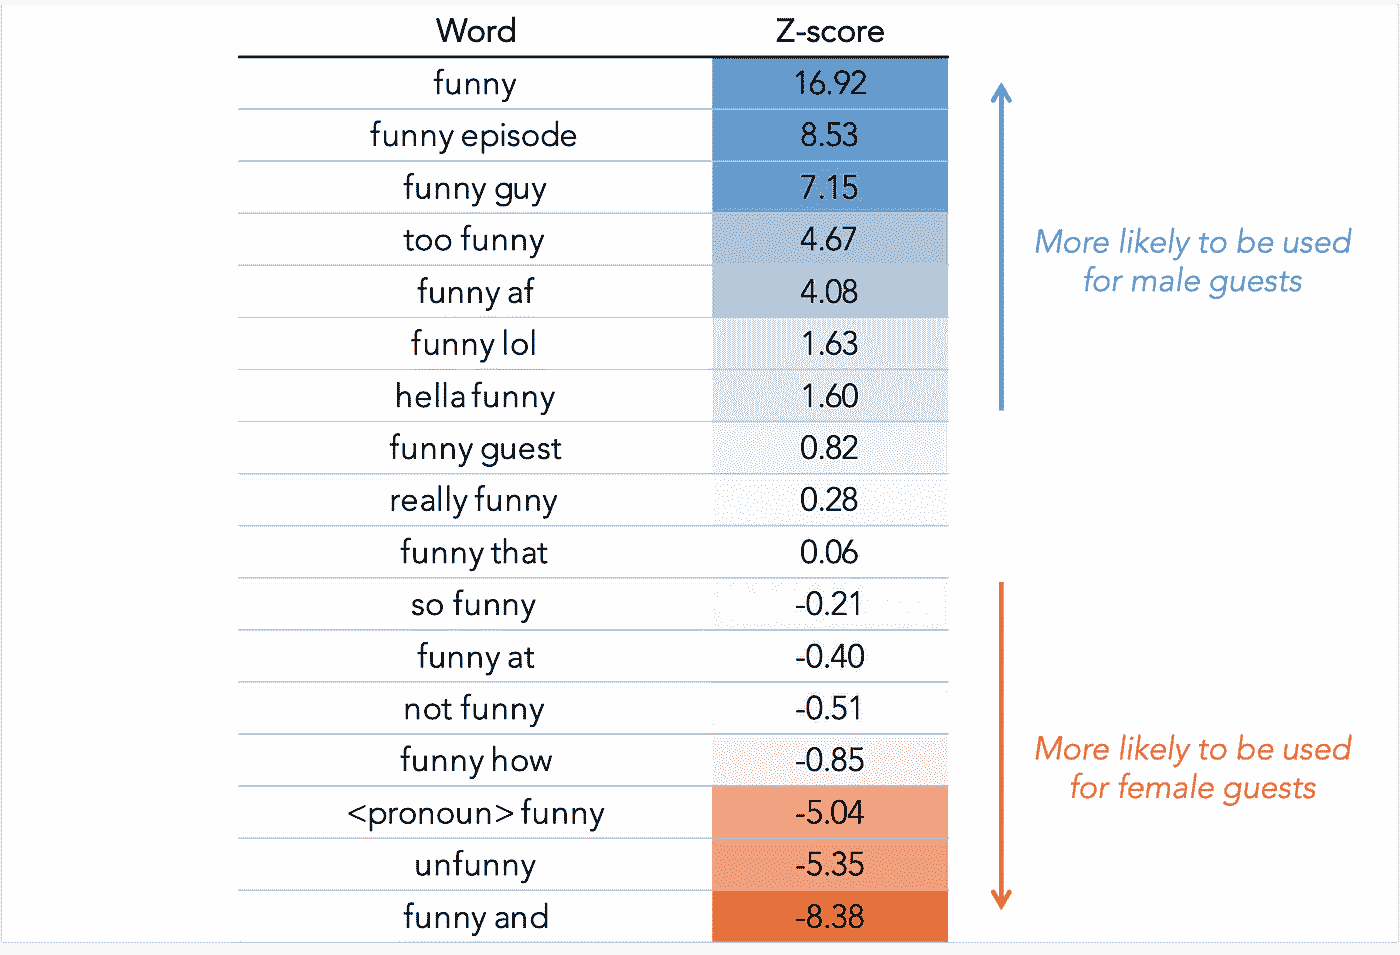 Word Z-score
funny 16.92
funny episode 8.53
funny guy 7.15
too funny 4.67
funny af 4.08
funny lol 1.63
hella funny 1.60
funny guest 0.82
really funny 0.28
funny that 0.06
so funny -0.21
funny at -0.40
not funny -0.51
funny how -0.85
<pronoun> funny -5.04
unfunny -5.35
funny and -8.38
More likely to be used
for male guests
More likely to be used
for female guests